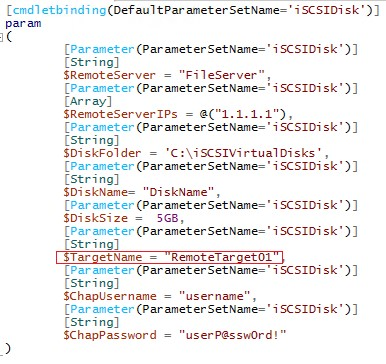 [cmdletbinding(DefaultParameterSetName='iSCSIDisk')]
param
(
[Parameter(ParameterSetName='iSCSIDisk')]
[String]
$RemoteServer = "FileServer",
[Parameter(ParameterSetName='iSCSIDisk')]
[Array]
$RemoteServerIPs = @("1.1.1.1"),
[Parameter(ParameterSetName='iSCSIDisk')]
[String]
$DiskFolder = 'C:\iSCSIVirtualDisks',
[Parameter(ParameterSetName='iSCSIDisk')]
[String]
$DiskName= "DiskName",
[Parameter(ParameterSetName='iSCSIDisk')]
$DiskSize =  5GB,
[Parameter(ParameterSetName='iSCSIDisk')]
[String]
$TargetName = "RemoteTarget01",
[Parameter(ParameterSetName='iSCSIDisk')]
[String]
$ChapUsername = "username",
[Parameter(ParameterSetName='iSCSIDisk')]
[String]
$ChapPassword = "userP@ssw0rd!"
)